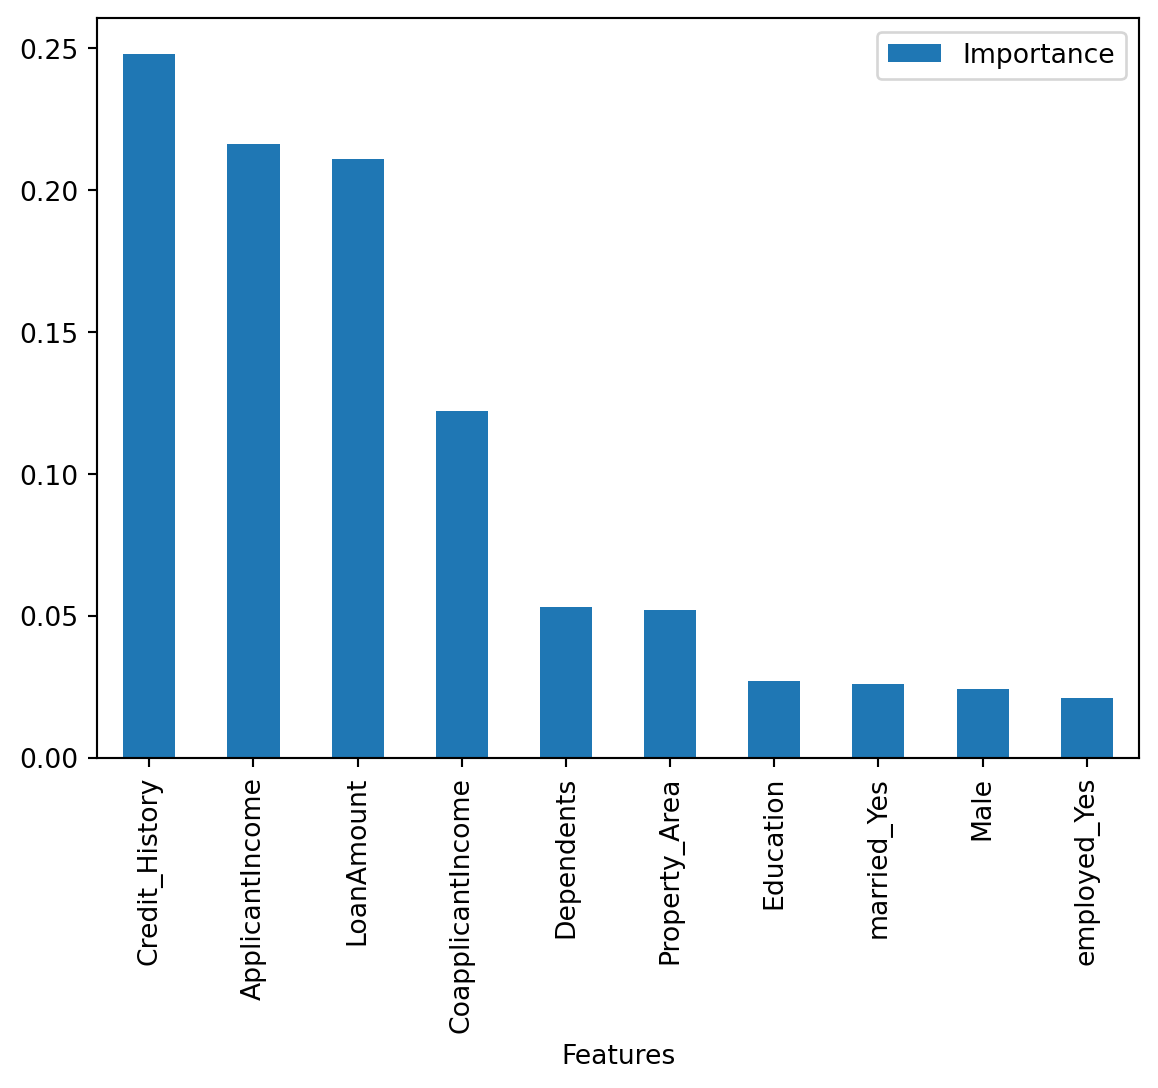 0.25
0.20
0.15
0.10
0.05
0.00
Importance
Credit_History
ApplicantIncome
LoanAmount
CoapplicantIncome
Dependents
Property_Area
Education
married_Yes
Male
employed_Yes
Features